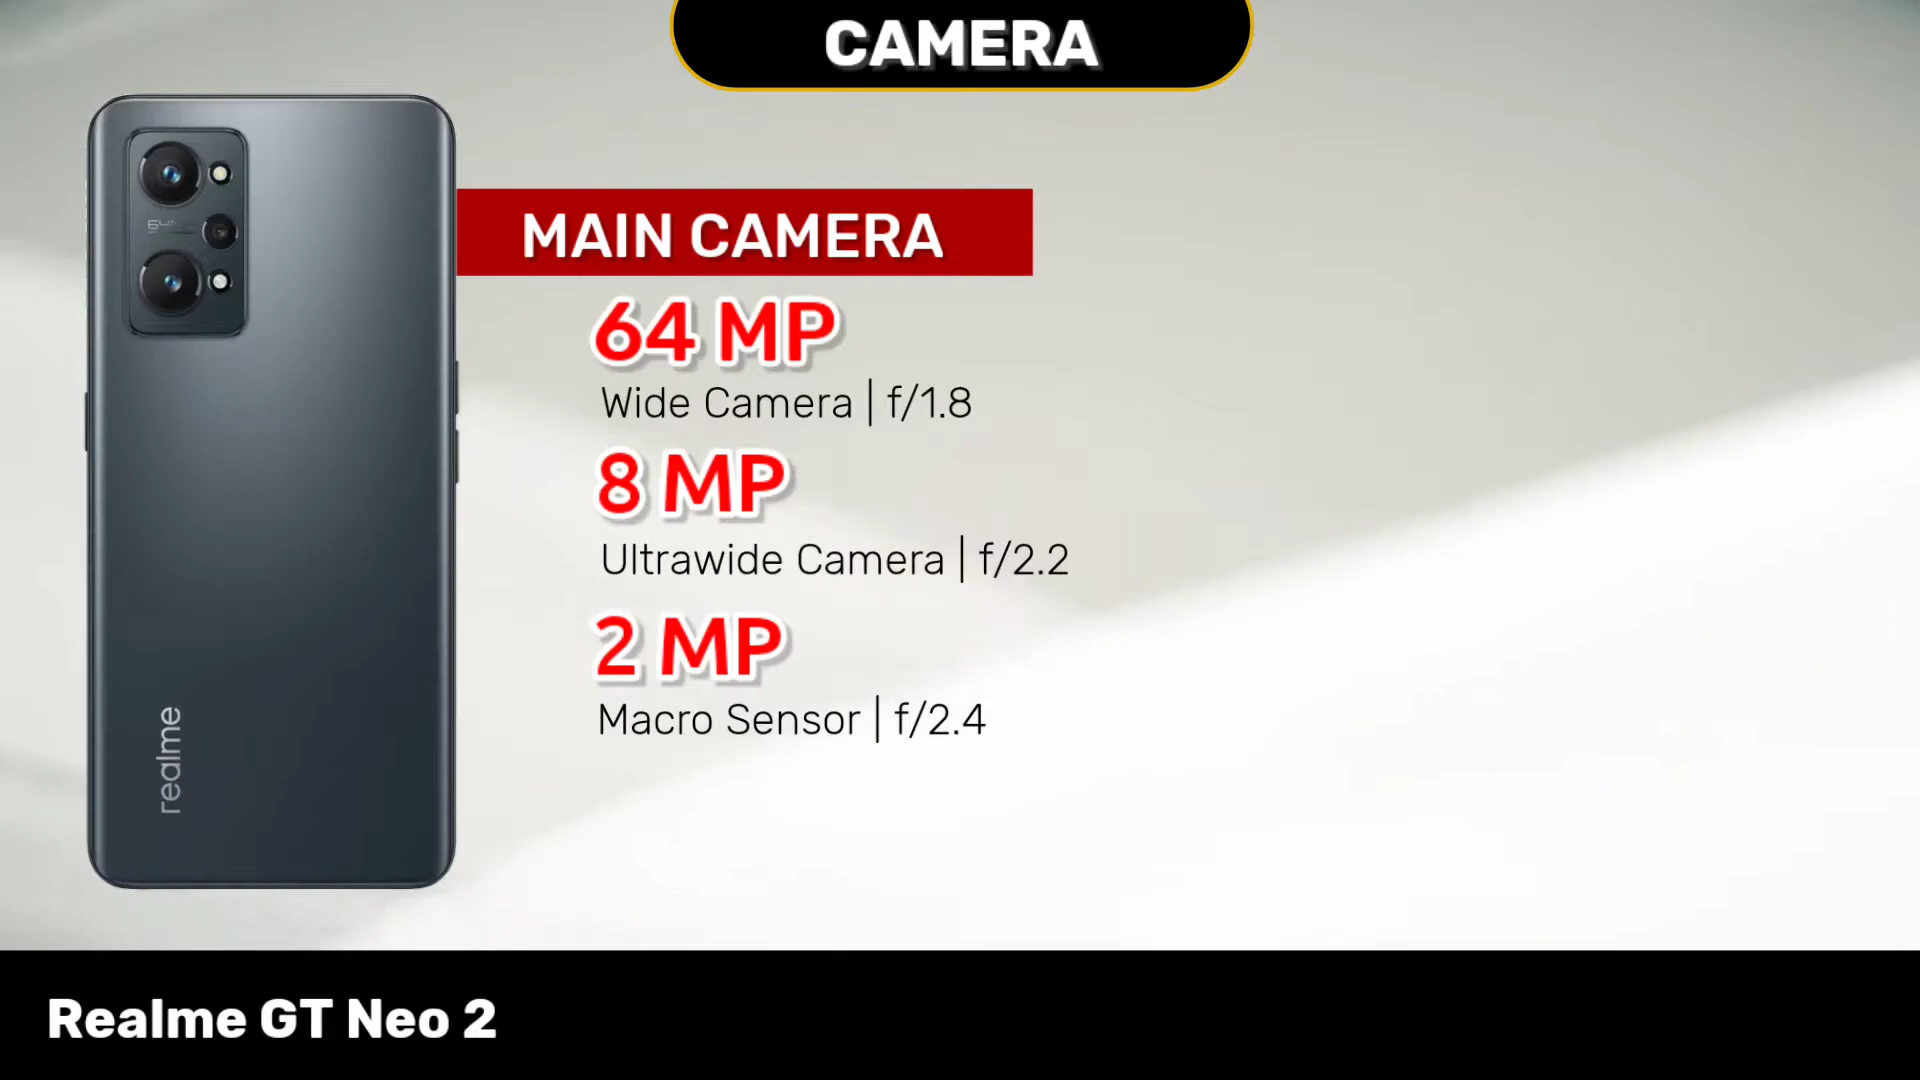 CAMERA
MAIN CAMERA
64 MP
Wide Camera | f/1.8
8 MP
Ultrawide Camera | f/2.2
2 MP
Macro Sensor | f/2.4
realme
Realme GT Neo 2